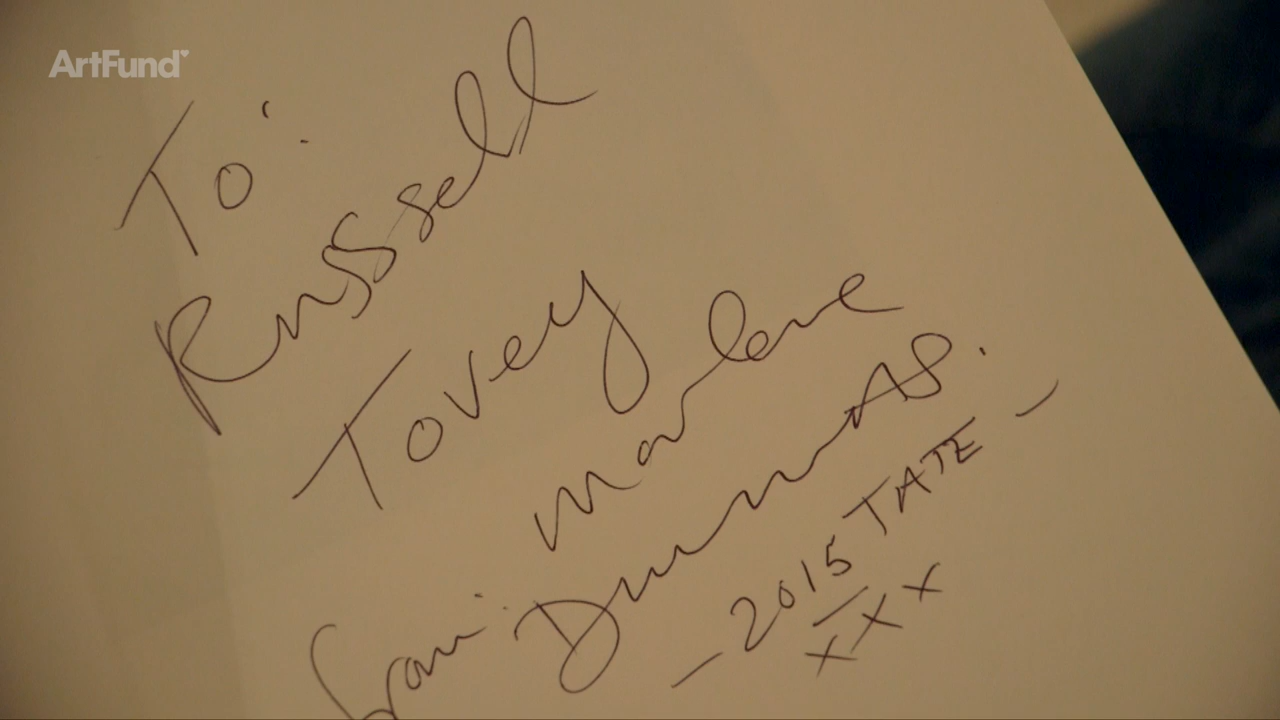 ArtFund
To:
Russell
Tovey
from:
Marlene
Dumas.
– 2015 TATE –
xxx